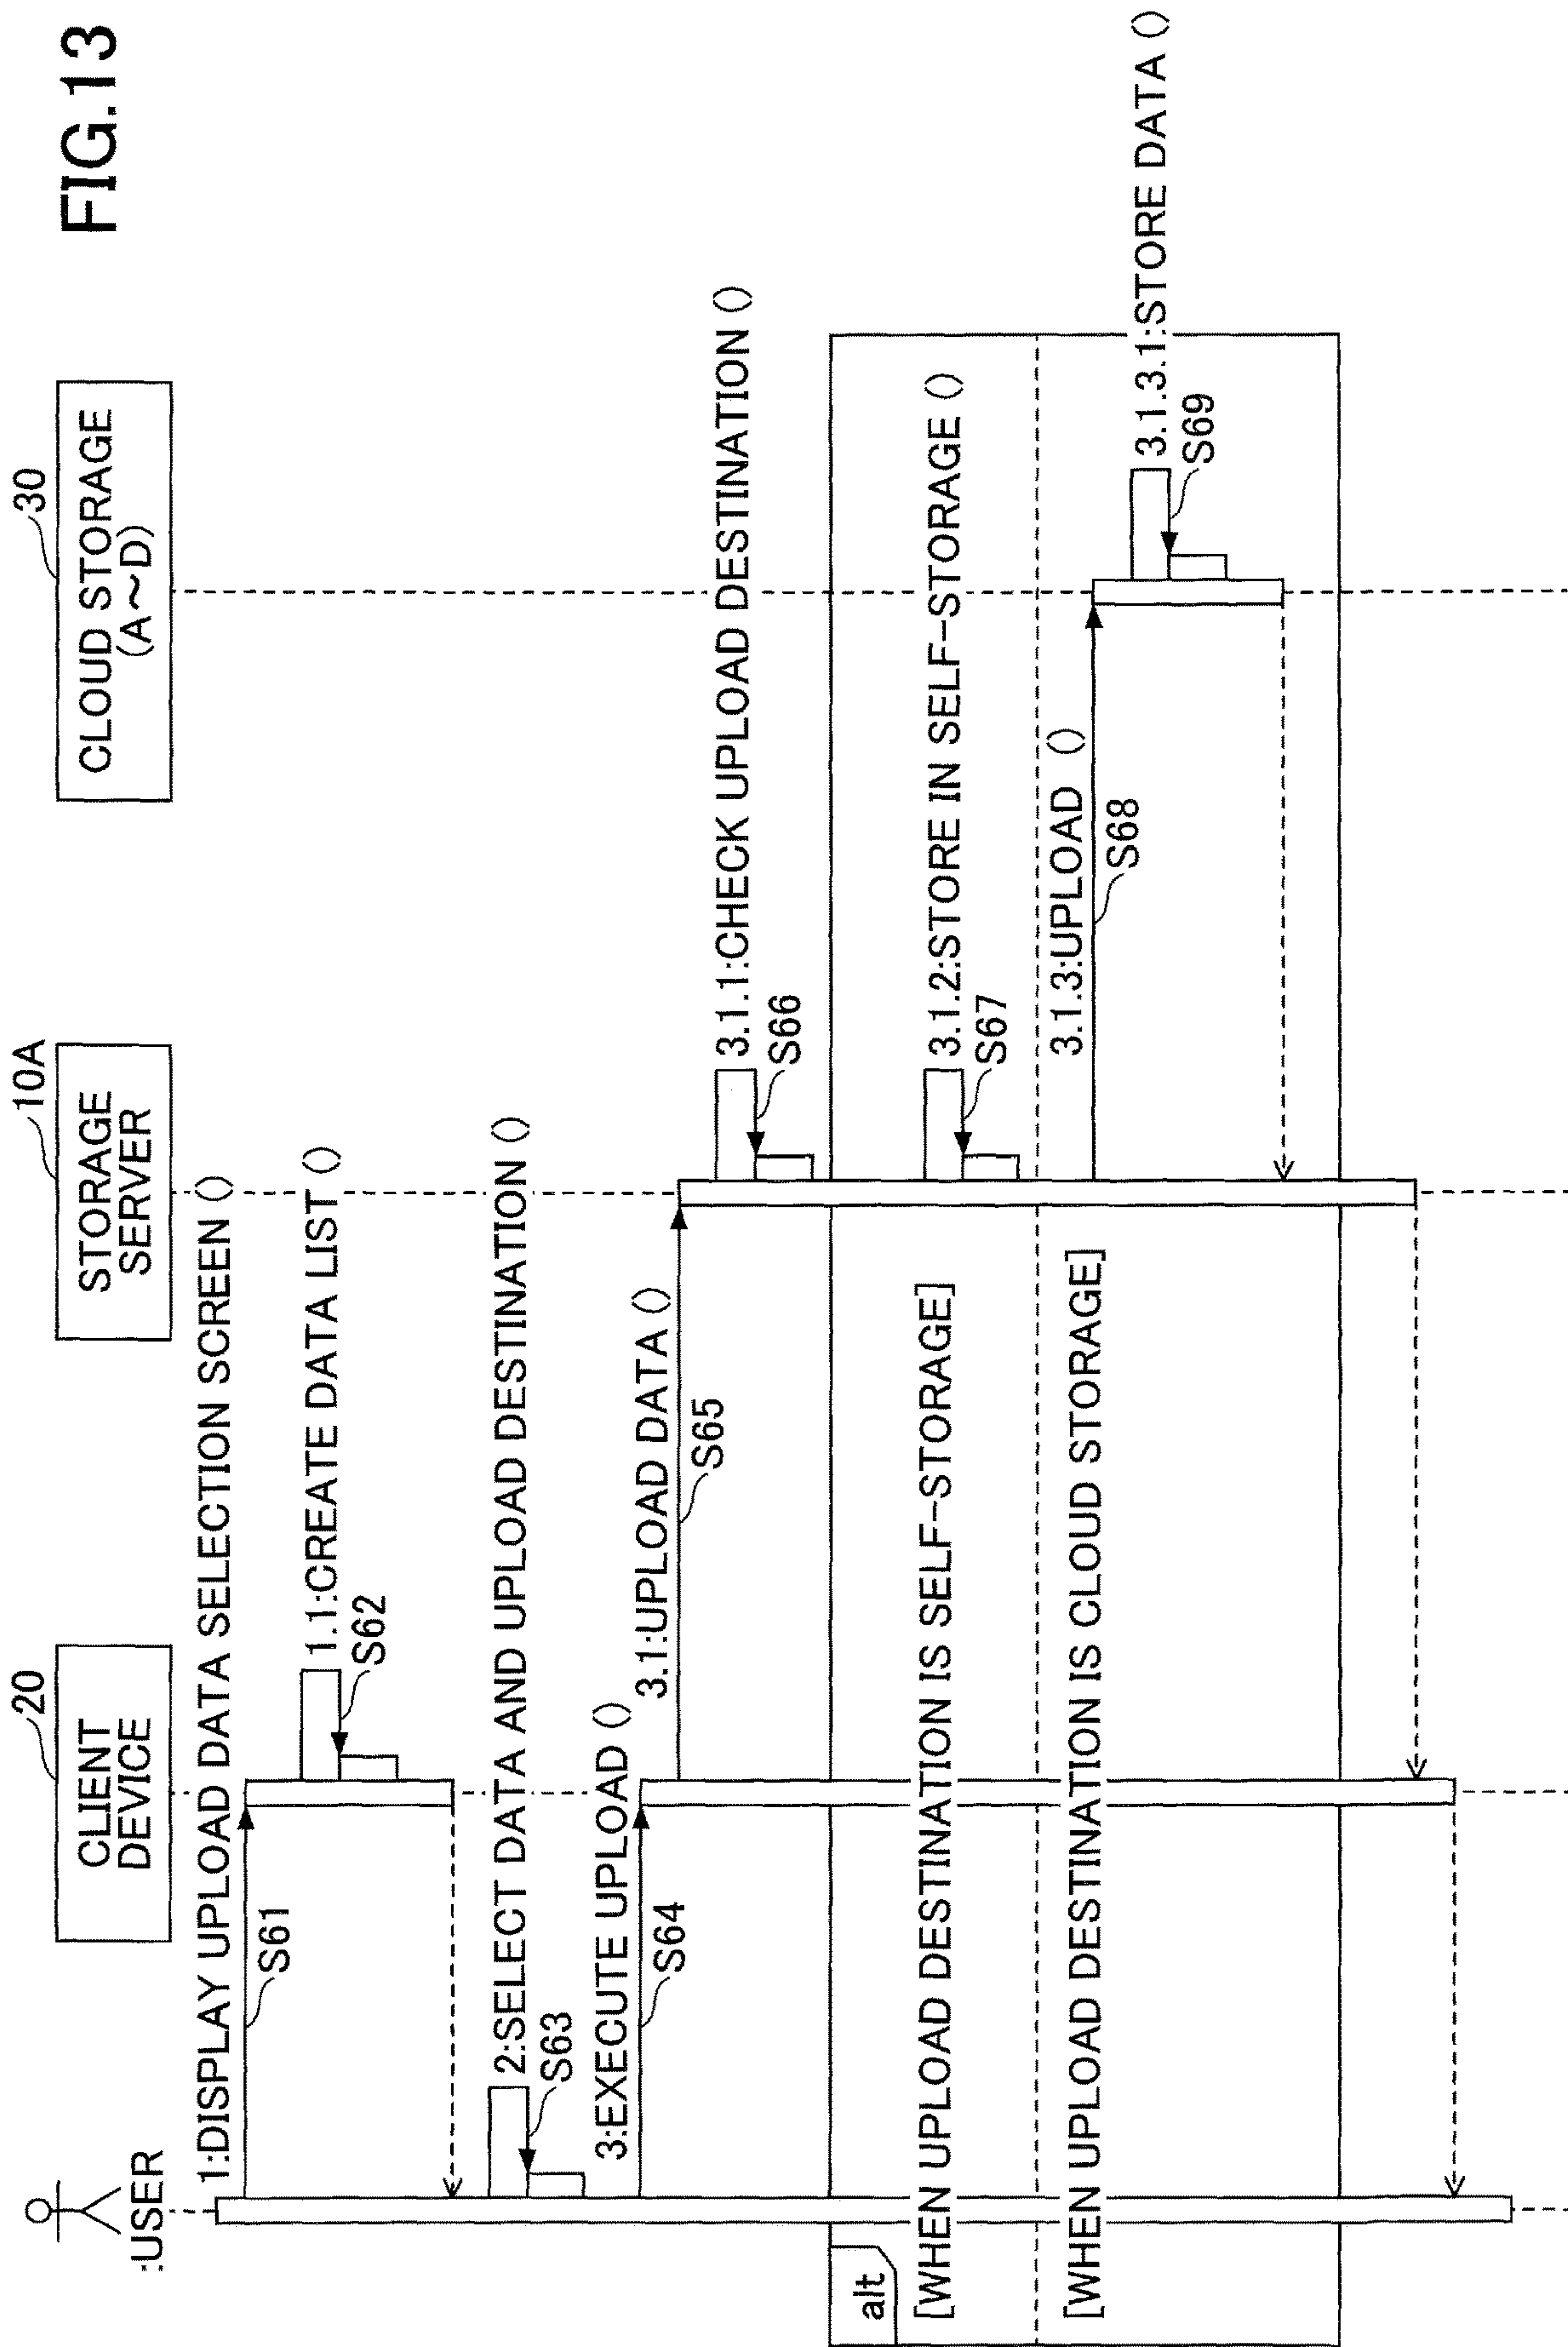 FIG.13
:USER
20
CLIENT
DEVICE
10A
STORAGE
SERVER
30
CLOUD STORAGE
(A~D)
1:DISPLAY UPLOAD DATA SELECTION SCREEN ()
S61
1.1:CREATE DATA LIST ()
S62
2:SELECT DATA AND UPLOAD DESTINATION ()
S63
3:EXECUTE UPLOAD ()
S64
3.1:UPLOAD DATA ()
S65
3.1.1:CHECK UPLOAD DESTINATION ()
S66
alt
[WHEN UPLOAD DESTINATION IS SELF-STORAGE]
3.1.2:STORE IN SELF-STORAGE ()
S67
[WHEN UPLOAD DESTINATION IS CLOUD STORAGE]
3.1.3:UPLOAD ()
S68
3.1.3.1:STORE DATA ()
S69